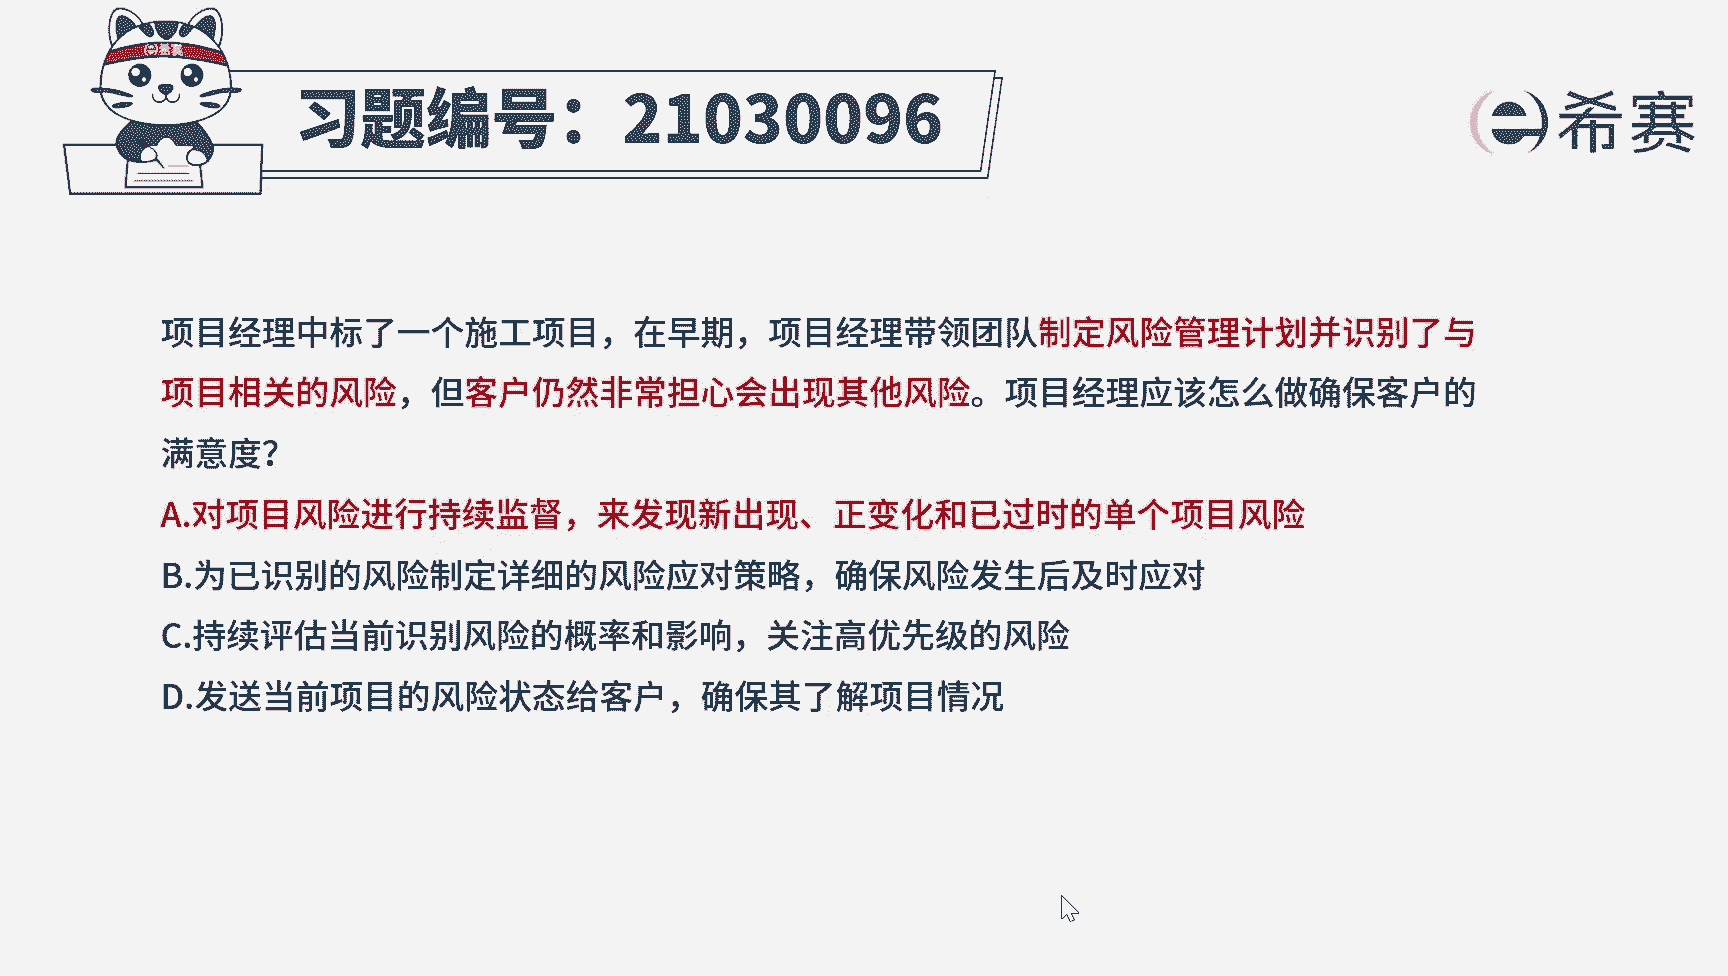 希赛
习题编号：21030096
希赛
项目经理中标了一个施工项目，在早期，项目经理带领团队制定风险管理计划并识别了与
项目相关的风险，但客户仍然非常担心会出现其他风险。项目经理应该怎么做确保客户的
满意度？
A.对项目风险进行持续监督，来发现新出现、正变化和已过时的单个项目风险
B.为已识别的风险制定详细的风险应对策略，确保风险发生后及时应对
C.持续评估当前识别风险的概率和影响，关注高优先级的风险
D.发送当前项目的风险状态给客户，确保其了解项目情况